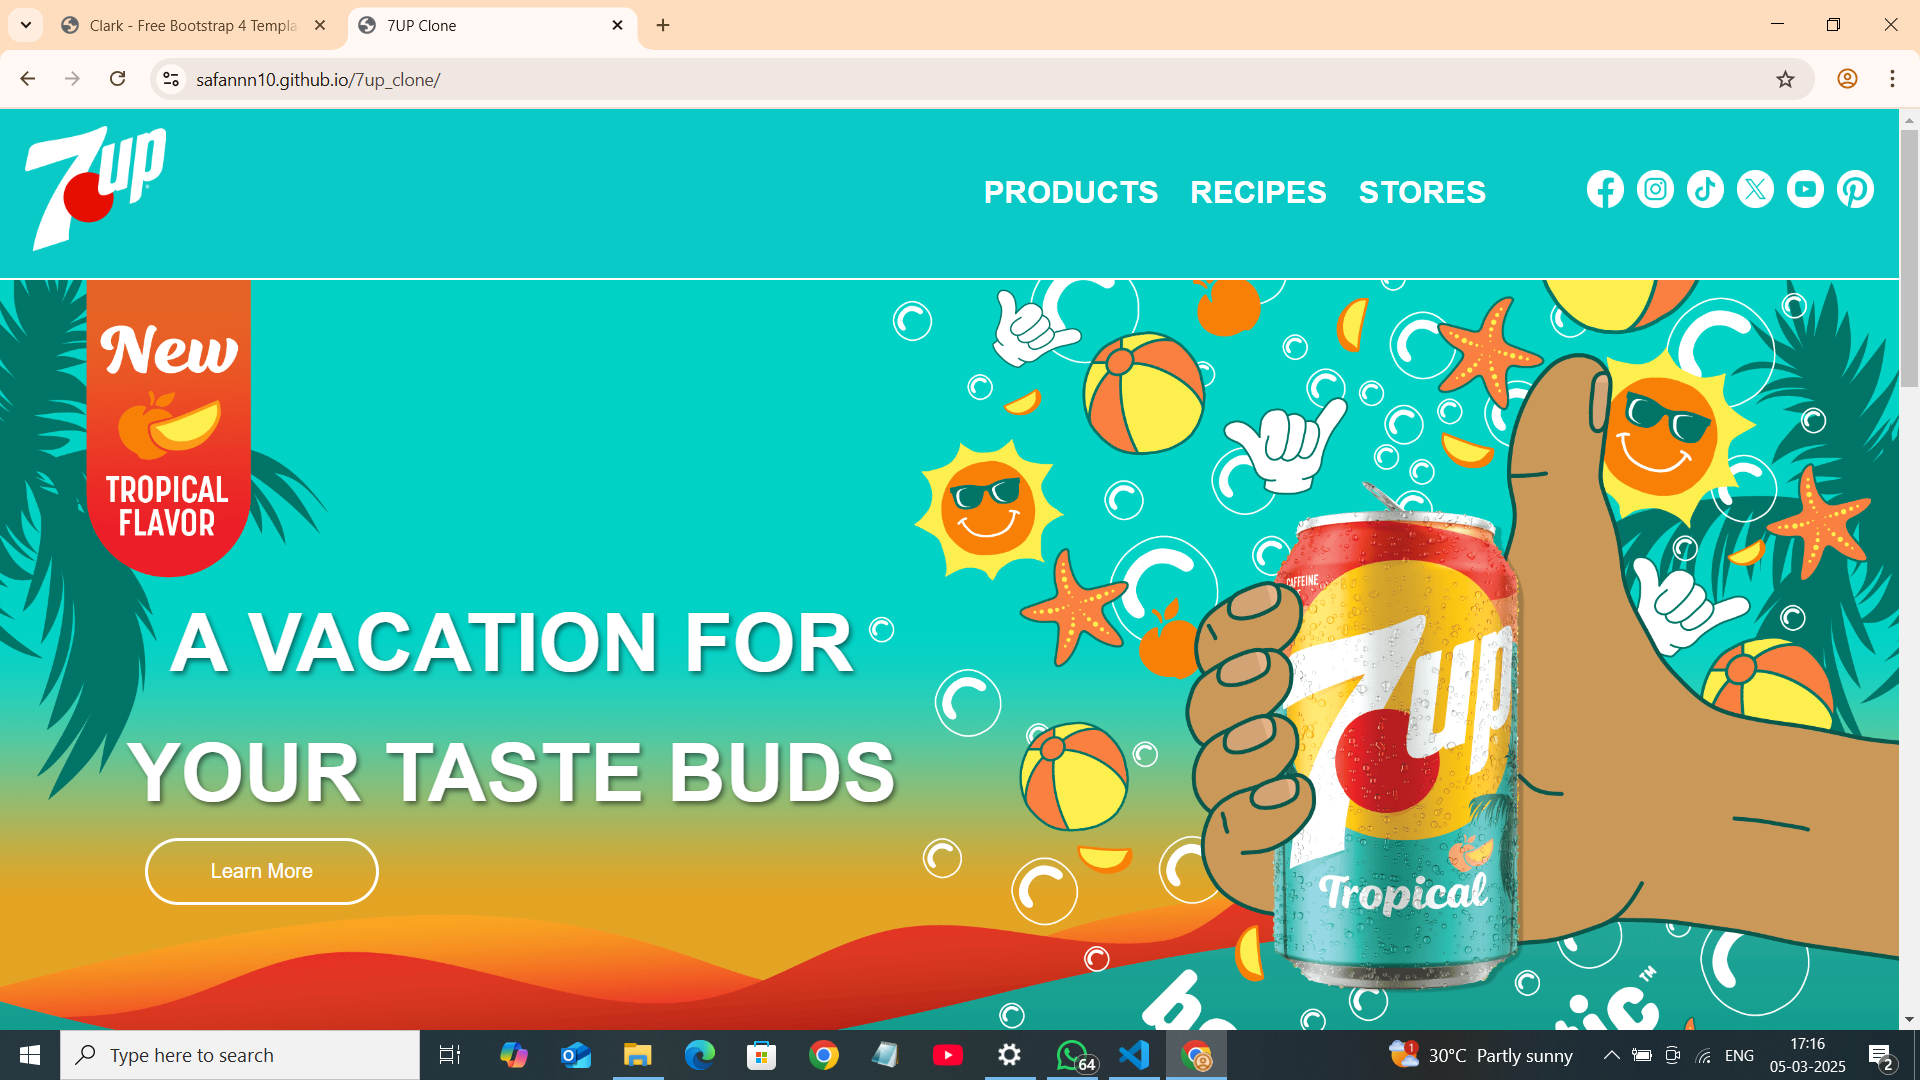 Clark - Free Bootstrap 4 Templa
7UP Clone
safannn10.github.io/7up_clone/
7up
PRODUCTS RECIPES STORES
New
TROPICAL
FLAVOR
A VACATION FOR
YOUR TASTE BUDS
Learn More
CAFFEINE
7up
Tropical
TM
Type here to search
64
1
30°C Partly sunny
ENG
17:16
05-03-2025
2